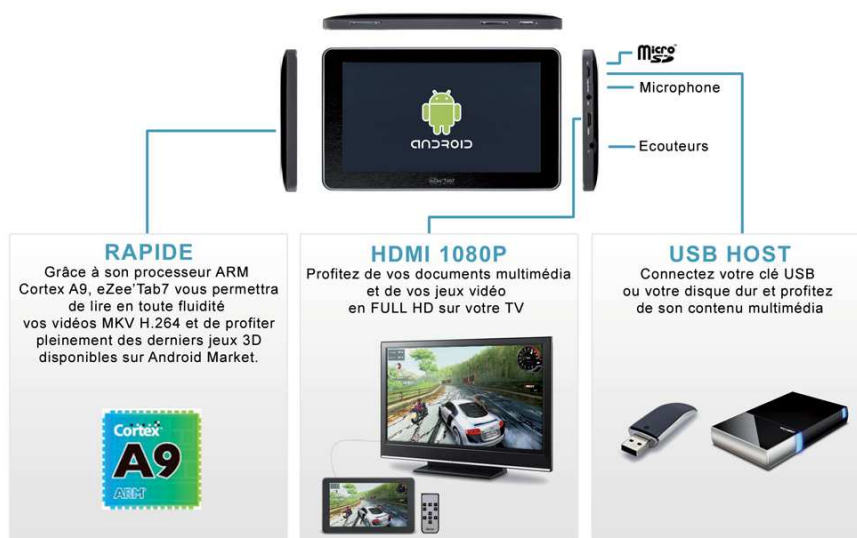 Micro
SD
Microphone
Ecouteurs
ANDROID
RAPIDE
Grâce à son processeur ARM
Cortex A9, eZee'Tab7 vous permettra
de lire en toute fluidité
vos vidéos MKV H.264 et de profiter
pleinement des derniers jeux 3D
disponibles sur Android Market.
Cortex
A9
ARM
HDMI 1080P
Profitez de vos documents multimédia
et de vos jeux vidéo
en FULL HD sur votre TV
USB HOST
Connectez votre clé USB
ou votre disque dur et profitez
de son contenu multimédia